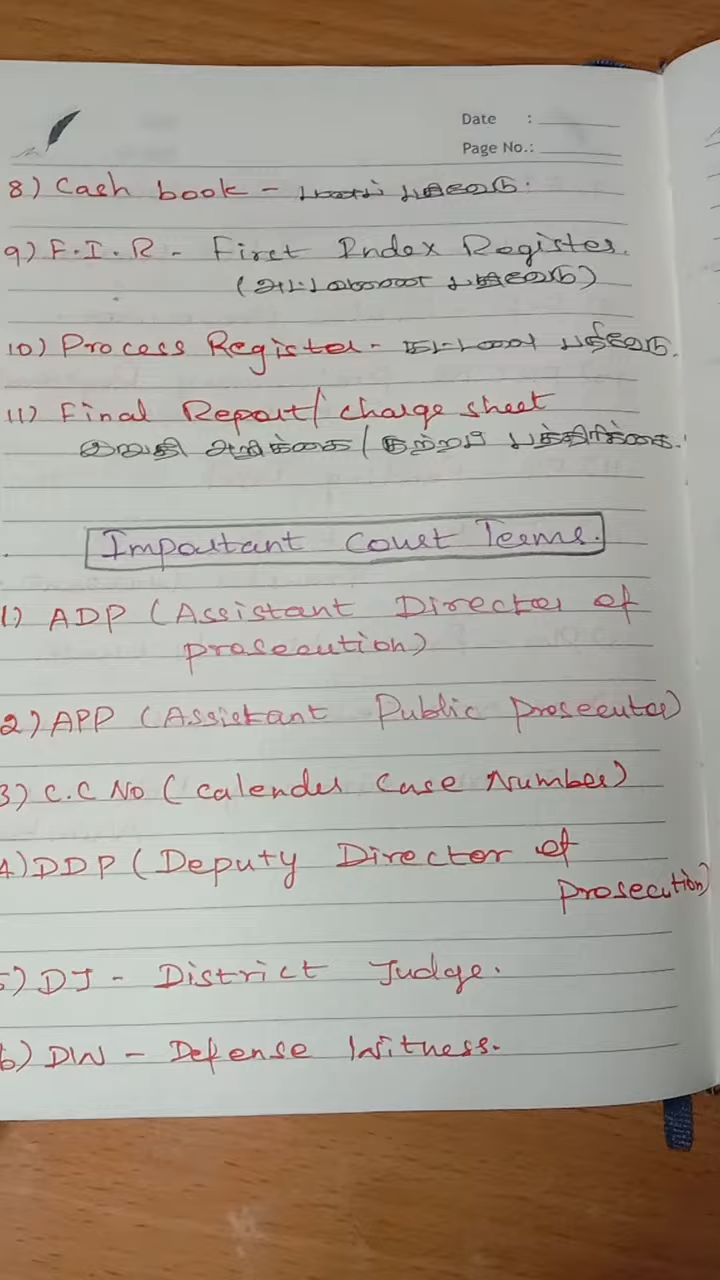 Date : 
Page No.: 
8) Cash book - பணப் பதிவேடு.
9) F.I.R - First Index Register.
(அட்டவணை பதிவேடு)
10) Process Register - கட்டளை பதிவேடு.
11) Final Report/ charge sheet
இறுதி அறிக்கை/ குற்றப் பத்திரிக்கை.
Important Court Terms.
1) ADP (Assistant Director of
prosecution)
2) APP (Assistant Public prosecutor)
3) C.C No (Calender Case Number)
4) DDP (Deputy Director of
prosecution)
5) DJ - District Judge.
6) DW - Defense Witness.